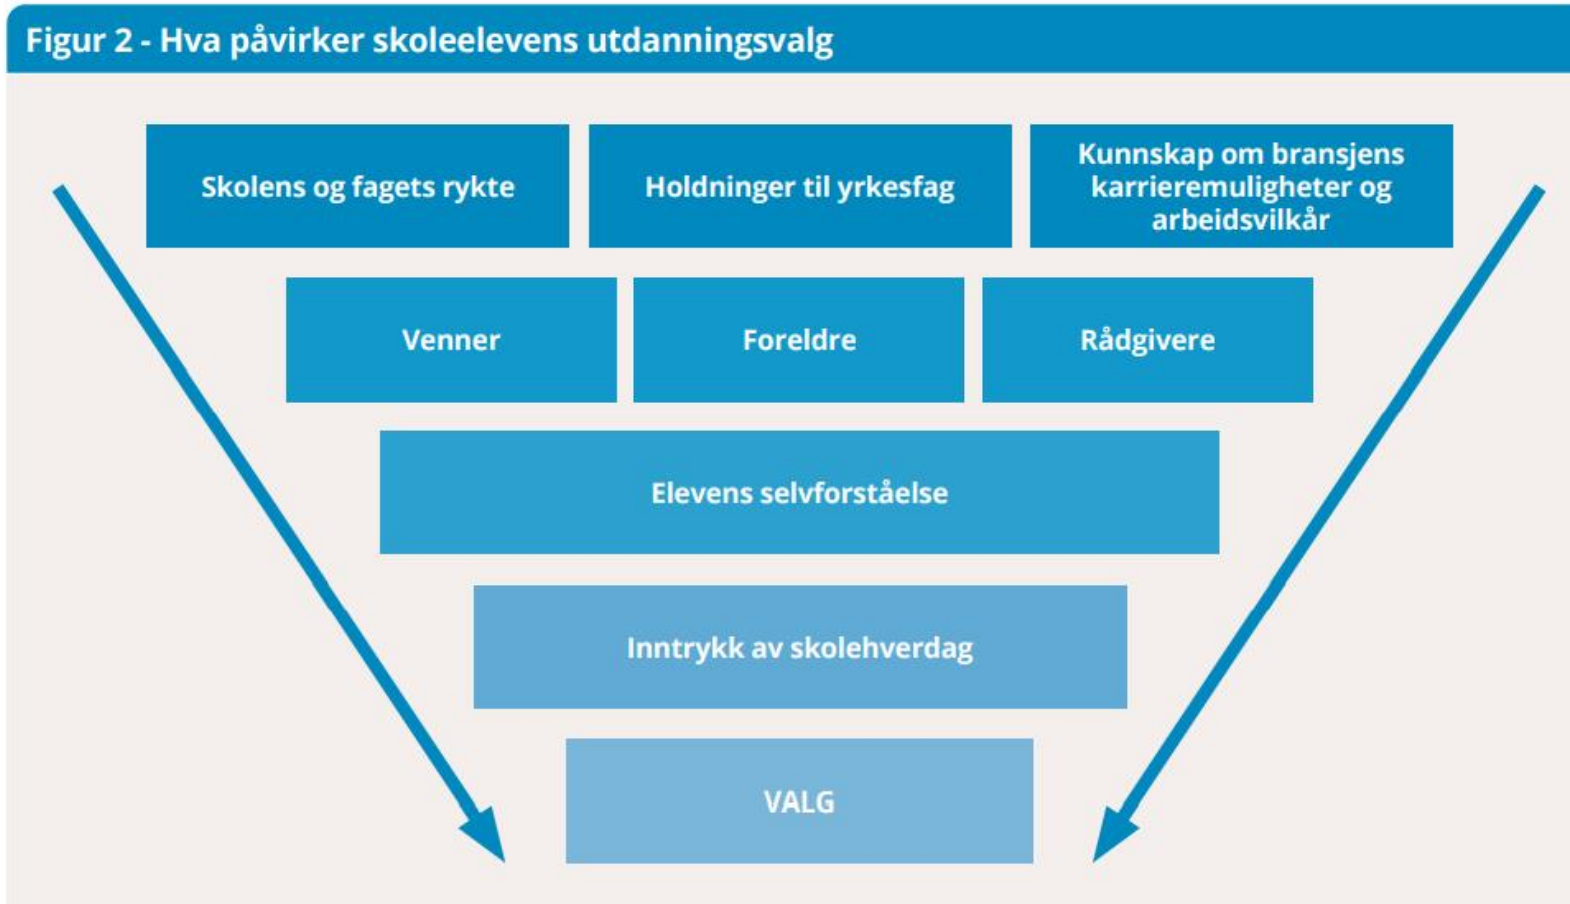 Figur 2 - Hva påvirker skoleelevens utdanningsvalg
Skolens og fagets rykte
Holdninger til yrkesfag
Kunnskap om bransjens
karrieremuligheter og
arbeidsvilkår
Venner
Foreldre
Rådgivere
Elevens selvforståelse
Inntrykk av skolehverdag
VALG